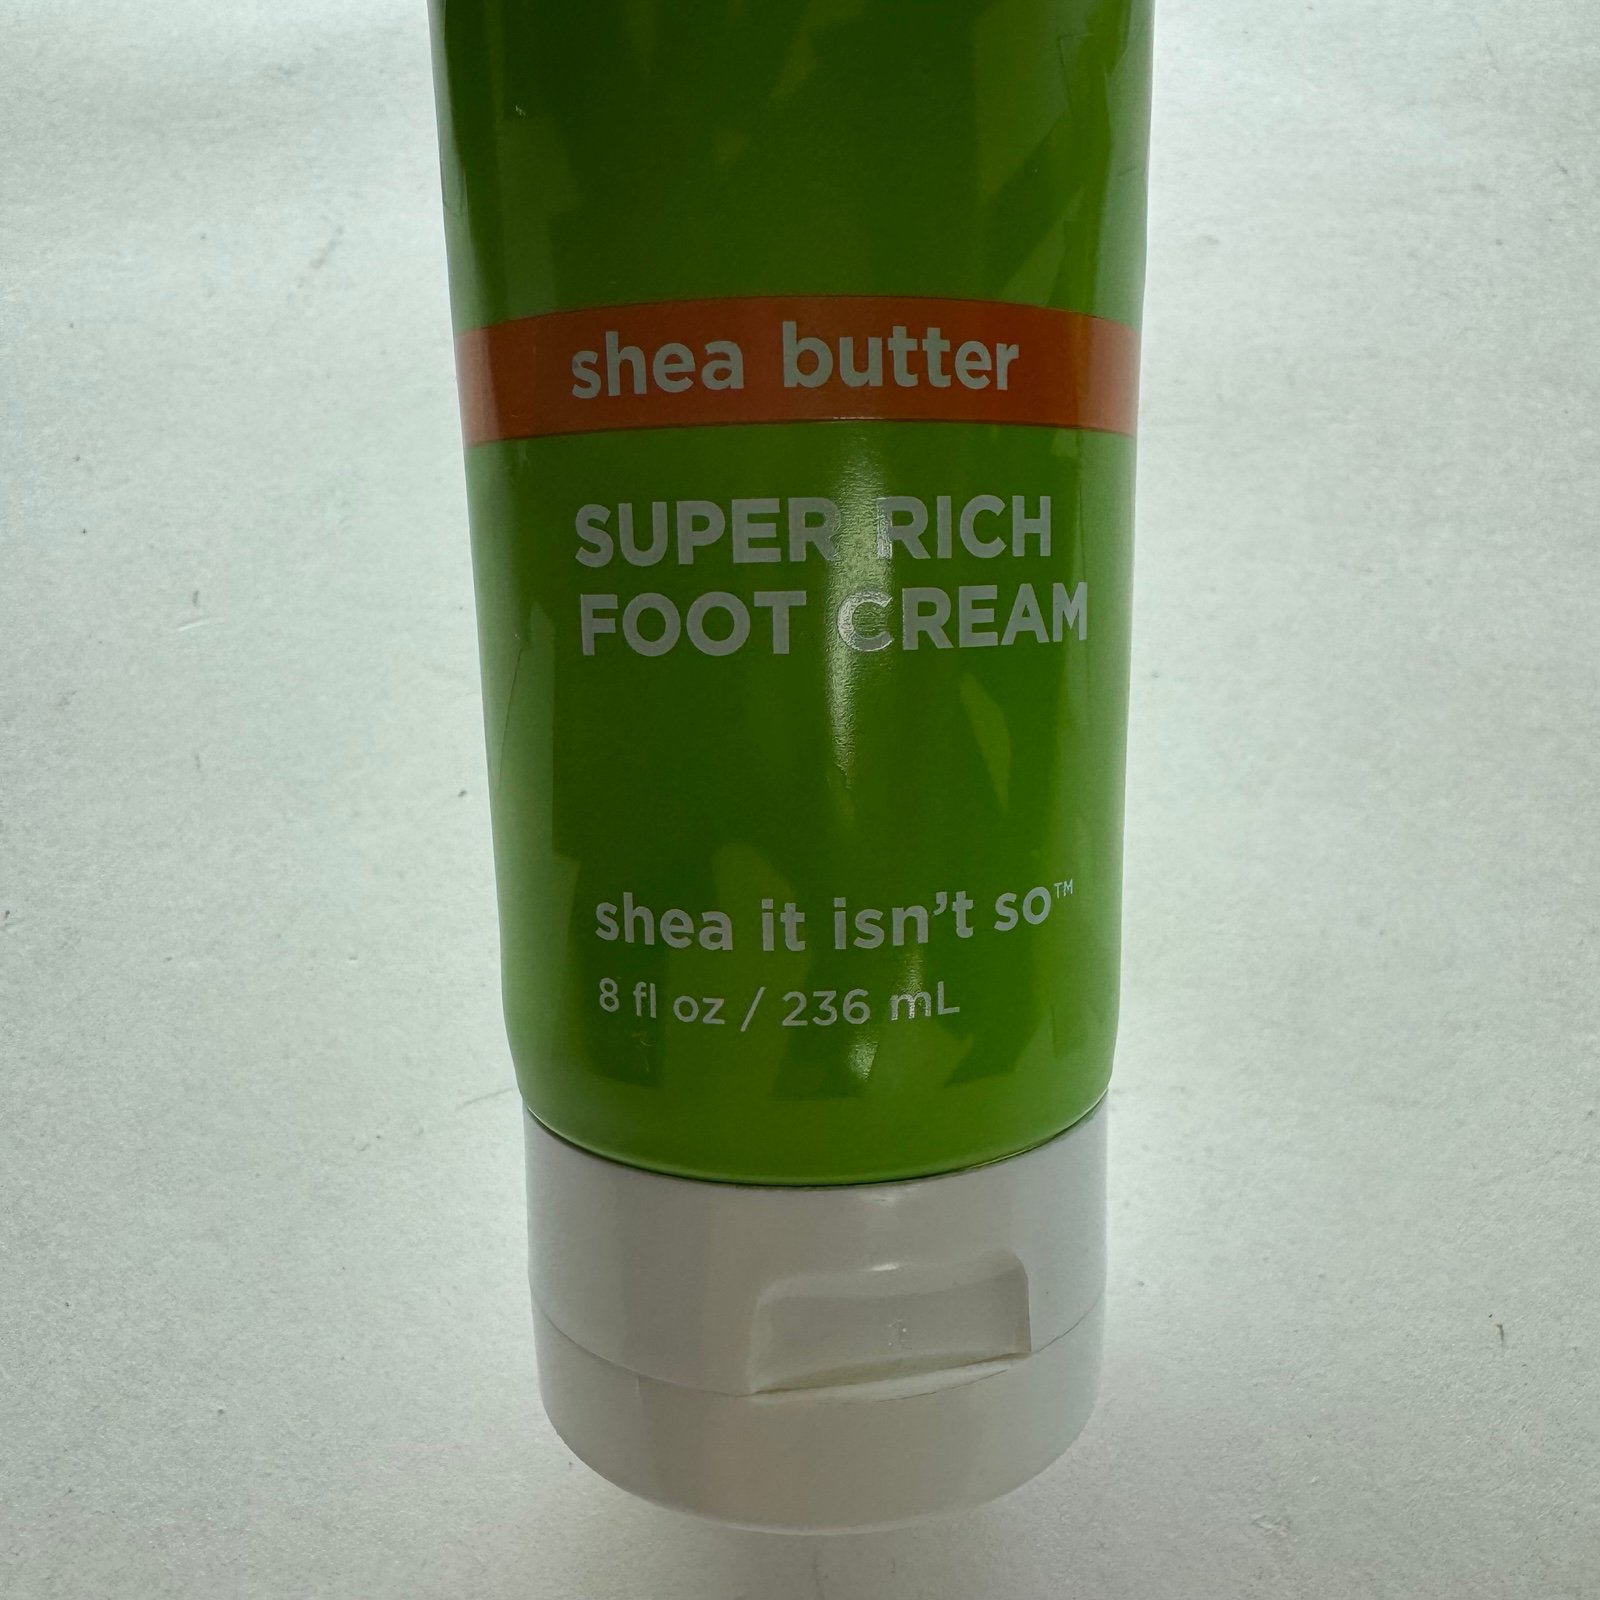 shea butter
SUPER RICH
FOOT CREAM
shea it isn't so™
8 fl oz / 236 mL